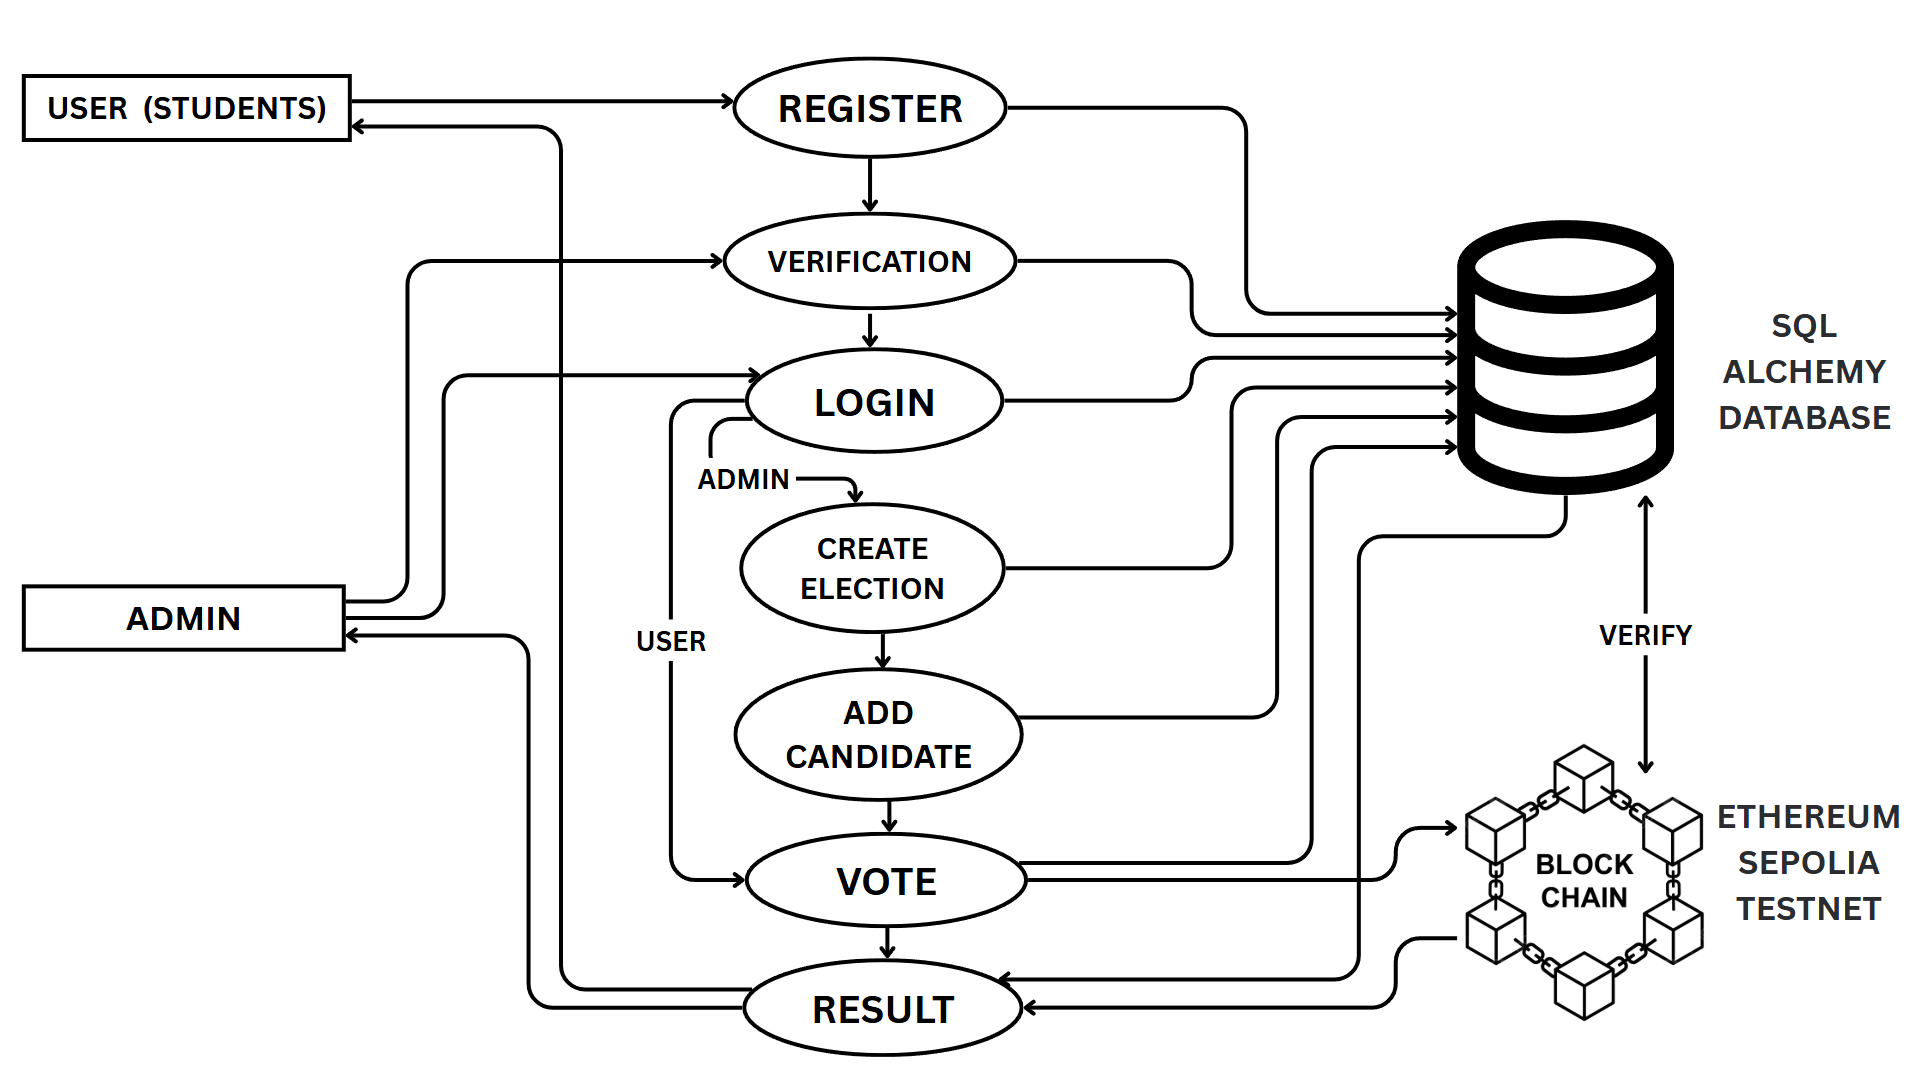 USER (STUDENTS)
REGISTER
VERIFICATION
LOGIN
ADMIN
CREATE
ELECTION
ADMIN
USER
ADD
CANDIDATE
VOTE
RESULT
SQL
ALCHEMY
DATABASE
VERIFY
BLOCK
CHAIN
ETHEREUM
SEPOLIA
TESTNET